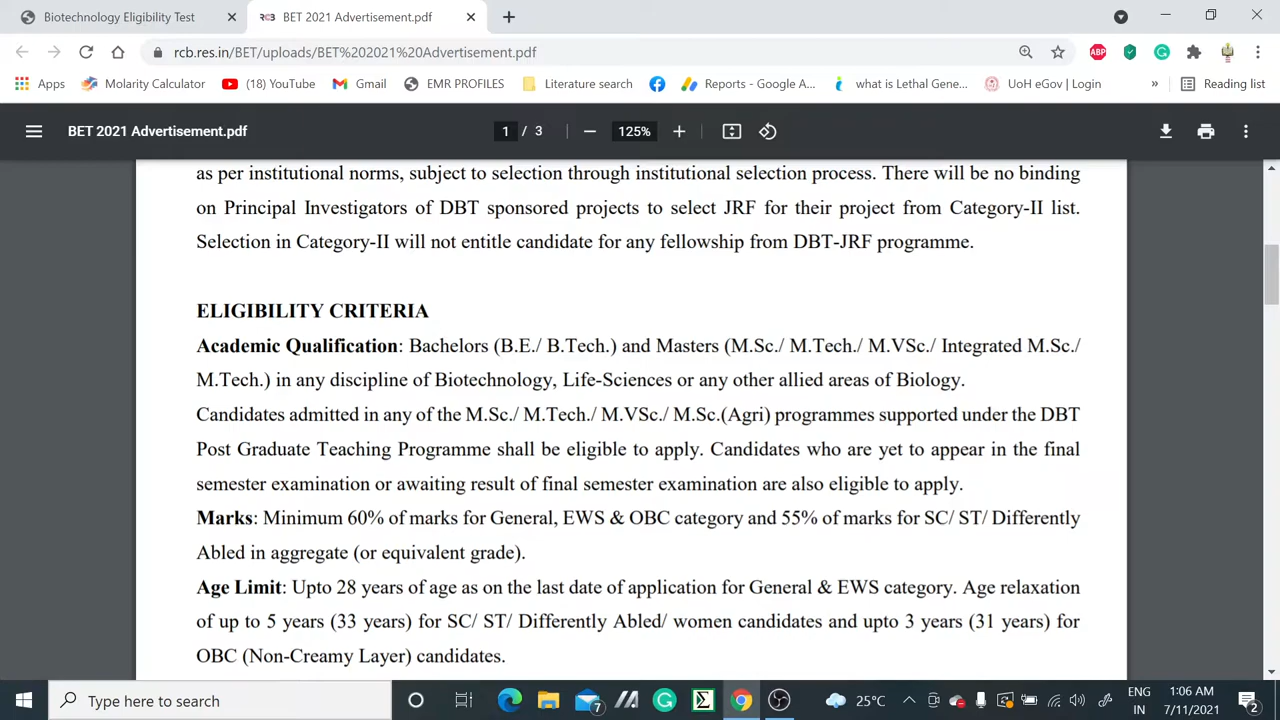 Biotechnology Eligibility Test
RCB BET 2021 Advertisement.pdf
rcb.res.in/BET/uploads/BET%202021%20Advertisement.pdf
ABP
Apps Molarity Calculator (18) YouTube Gmail EMR PROFILES Literature search Reports - Google A... what is Lethal Gene... UoH eGov | Login » Reading list
BET 2021 Advertisement.pdf 1 / 3 125%
as per institutional norms, subject to selection through institutional selection process. There will be no binding
on Principal Investigators of DBT sponsored projects to select JRF for their project from Category-II list.
Selection in Category-II will not entitle candidate for any fellowship from DBT-JRF programme.
ELIGIBILITY CRITERIA
Academic Qualification: Bachelors (B.E./ B.Tech.) and Masters (M.Sc./ M.Tech./ M.VSc./ Integrated M.Sc./
M.Tech.) in any discipline of Biotechnology, Life-Sciences or any other allied areas of Biology.
Candidates admitted in any of the M.Sc./ M.Tech./ M.VSc./ M.Sc.(Agri) programmes supported under the DBT
Post Graduate Teaching Programme shall be eligible to apply. Candidates who are yet to appear in the final
semester examination or awaiting result of final semester examination are also eligible to apply.
Marks: Minimum 60% of marks for General, EWS & OBC category and 55% of marks for SC/ ST/ Differently
Abled in aggregate (or equivalent grade).
Age Limit: Upto 28 years of age as on the last date of application for General & EWS category. Age relaxation
of up to 5 years (33 years) for SC/ ST/ Differently Abled/ women candidates and upto 3 years (31 years) for
OBC (Non-Creamy Layer) candidates.
Type here to search
7
25°C
ENG
IN
1:06 AM
7/11/2021
2